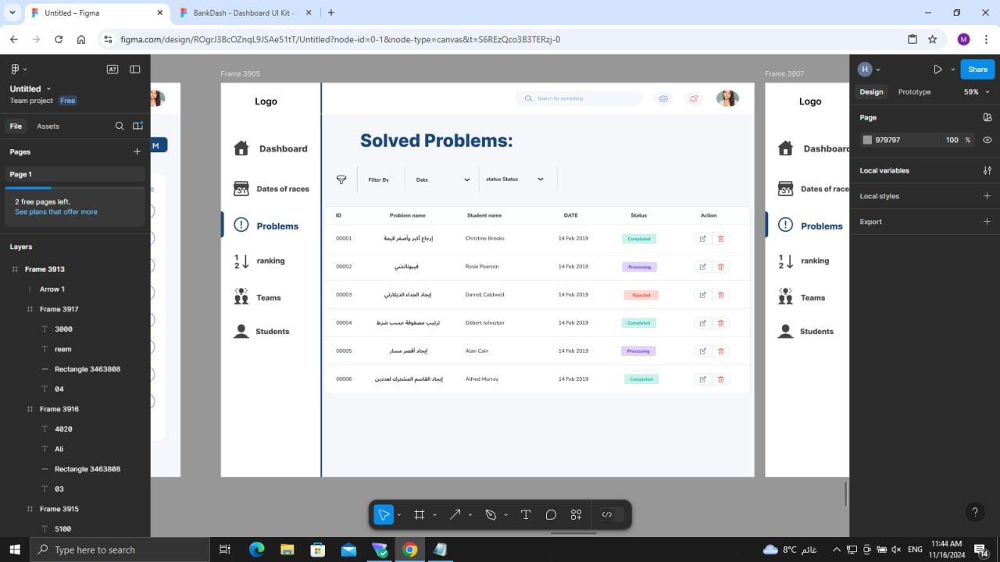 Untitled – Figma
BankDash - Dashboard UI Kit -
figma.com/design/ROgrJ3BcOZnqL9JSAe51tT/Untitled?node-id=0-1&node-type=canvas&t=S6REzQco3B3TERzj-0
M
A?
Untitled
Team project Free
File Assets
Pages
Page 1
2 free pages left.
See plans that offer more
Layers
Frame 3913
Arrow 1
Frame 3917
3000
reem
Rectangle 3463808
04
Frame 3916
4020
Ali
Rectangle 3463808
03
Frame 3915
5100
M
Frame 3905
Logo
Search for something
Dashboard
Dates of races
Problems
ranking
Teams
Students
31
1
2
Solved Problems:
Filter By Date status Status
ID Problem name Student name DATE Status Action
00001 إرجاع أكبر وأصغر قيمة Christine Brooks 14 Feb 2019 Completed
00002 فيبوناتشي Rosie Pearson 14 Feb 2019 Processing
00003 إيجاد الجداء الديكارتي Darrell Caldwell 14 Feb 2019 Rejected
00004 ترتيب مصفوفة حسب شرط Gilbert Johnston 14 Feb 2019 Completed
00005 إيجاد أقصر مسار Alan Cain 14 Feb 2019 Processing
00006 إيجاد القاسم المشترك لعددين Alfred Murray 14 Feb 2019 Completed
Frame 3907
Logo
Dashboard
Dates of race
Problems
ranking
Teams
Students
31
1
2
H
Share
Design Prototype 59%
Page
979797 100 %
Local variables
Local styles
Export
?
Type here to search
8°C غائم
ENG
11:44 AM
11/16/2024